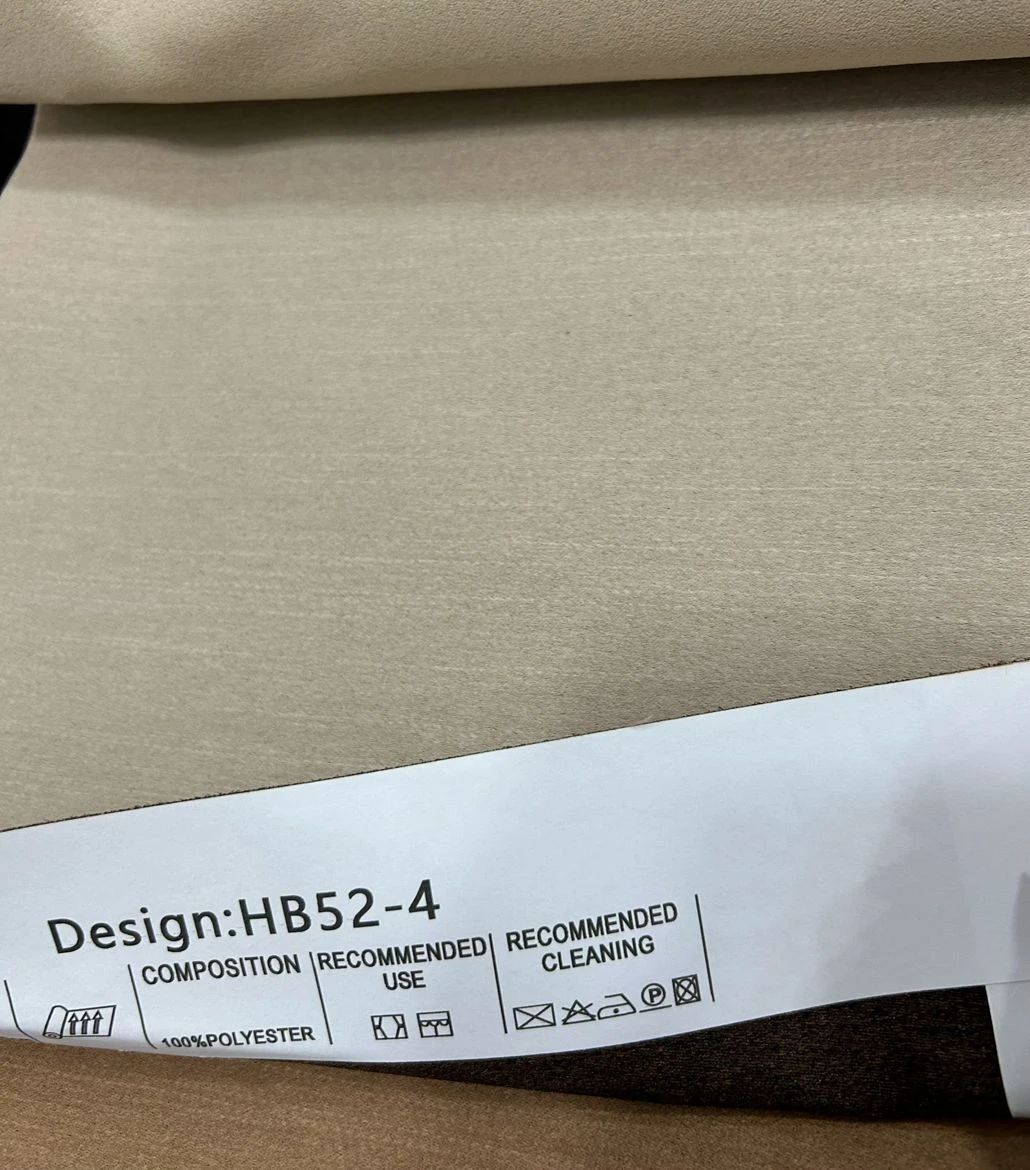 Design:HB52-4
COMPOSITION
100%POLYESTER
RECOMMENDED
USE
RECOMMENDED
CLEANING
P